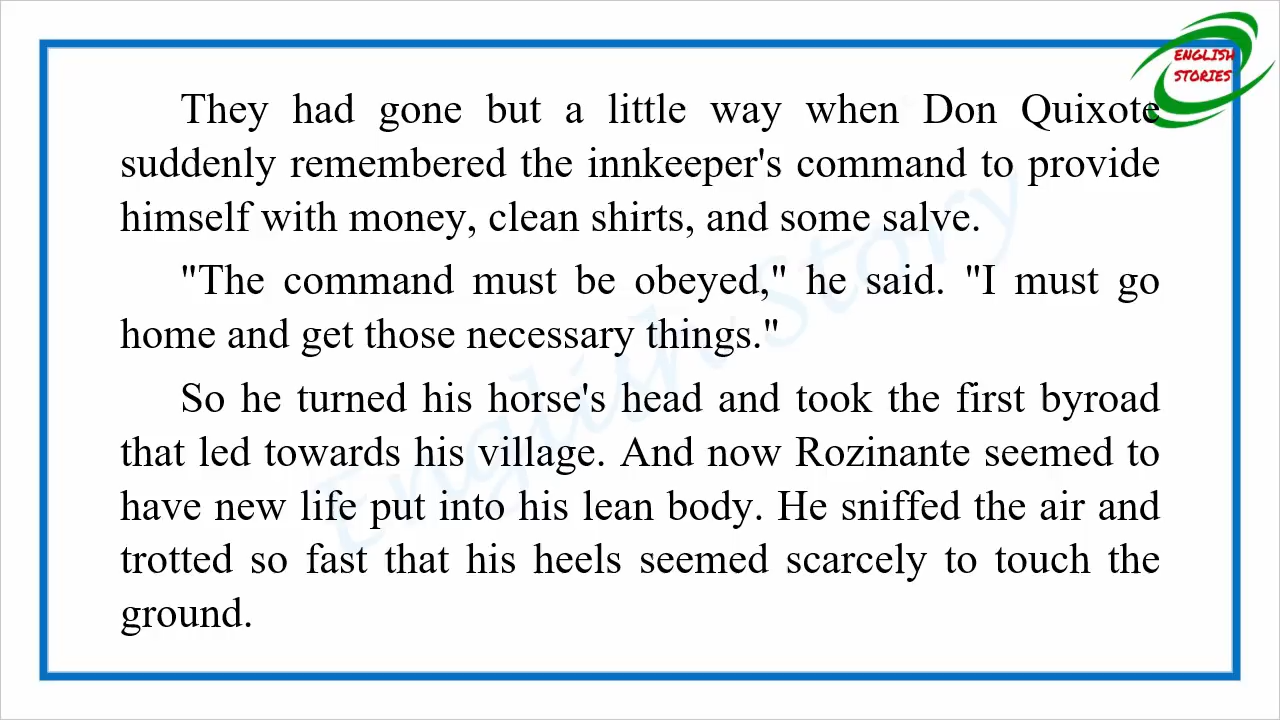 ENGLISH
STORIES
They had gone but a little way when Don Quixote
suddenly remembered the innkeeper's command to provide
himself with money, clean shirts, and some salve.
"The command must be obeyed," he said. "I must go
home and get those necessary things."
So he turned his horse's head and took the first byroad
that led towards his village. And now Rozinante seemed to
have new life put into his lean body. He sniffed the air and
trotted so fast that his heels seemed scarcely to touch the
ground.
English Story